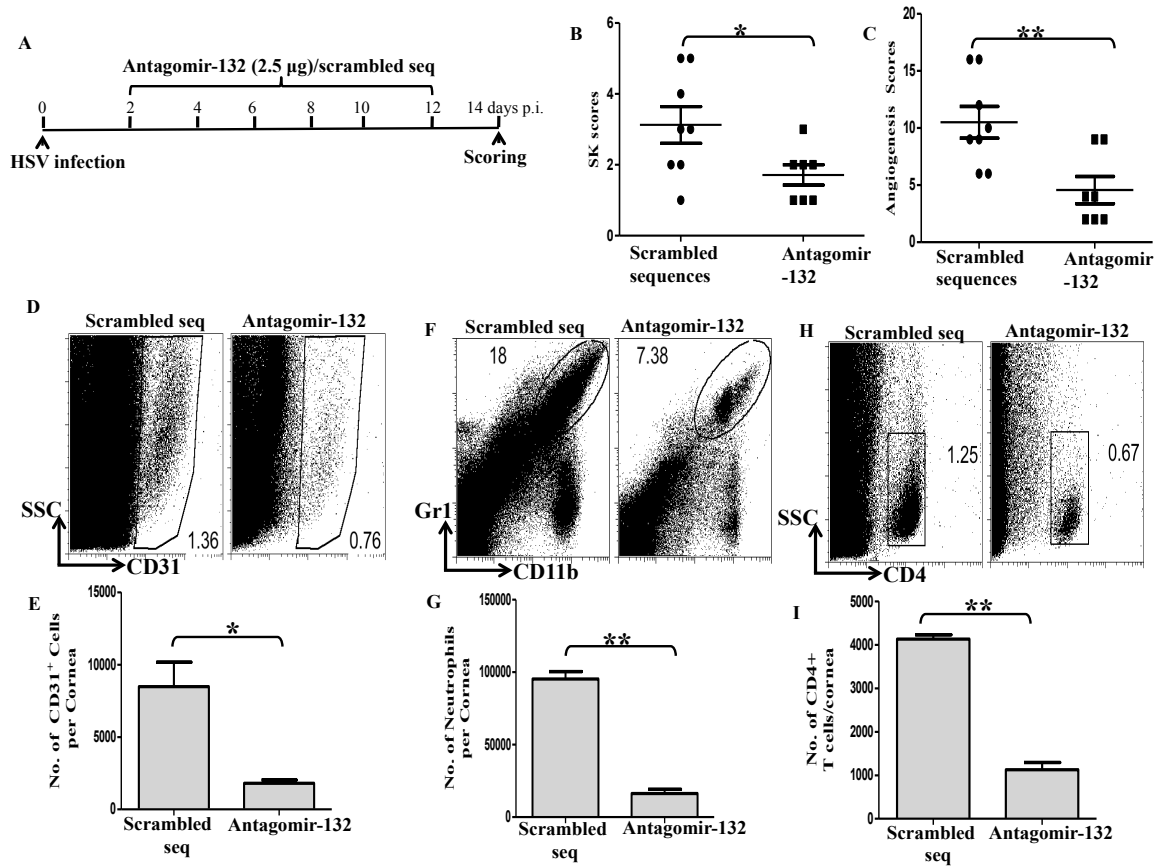 A
Antagomir-132 (2.5 µg)/scrambled seq
0 2 4 6 8 10 12 14 days p.i.
HSV infection
Scoring
B
SK scores
6
4
2
0
*
Scrambled
sequences
Antagomir
-132
C
Angiogenesis Scores
20
15
10
5
0
**
Scrambled
sequences
Antagomir
-132
D
Scrambled seq
Antagomir-132
1.36
0.76
SSC
CD31
F
Scrambled seq
Antagomir-132
18
7.38
Gr1
CD11b
H
Scrambled seq
Antagomir-132
1.25
0.67
SSC
CD4
E
No. of CD31+ Cells
per Cornea
15000
10000
5000
0
*
Scrambled
seq
Antagomir-132
G
No. of Neutrophils
per Cornea
150000
100000
50000
0
**
Scrambled
seq
Antagomir-132
I
No. of CD4+
T cells/cornea
5000
4000
3000
2000
1000
0
**
Scrambled
seq
Antagomir-132